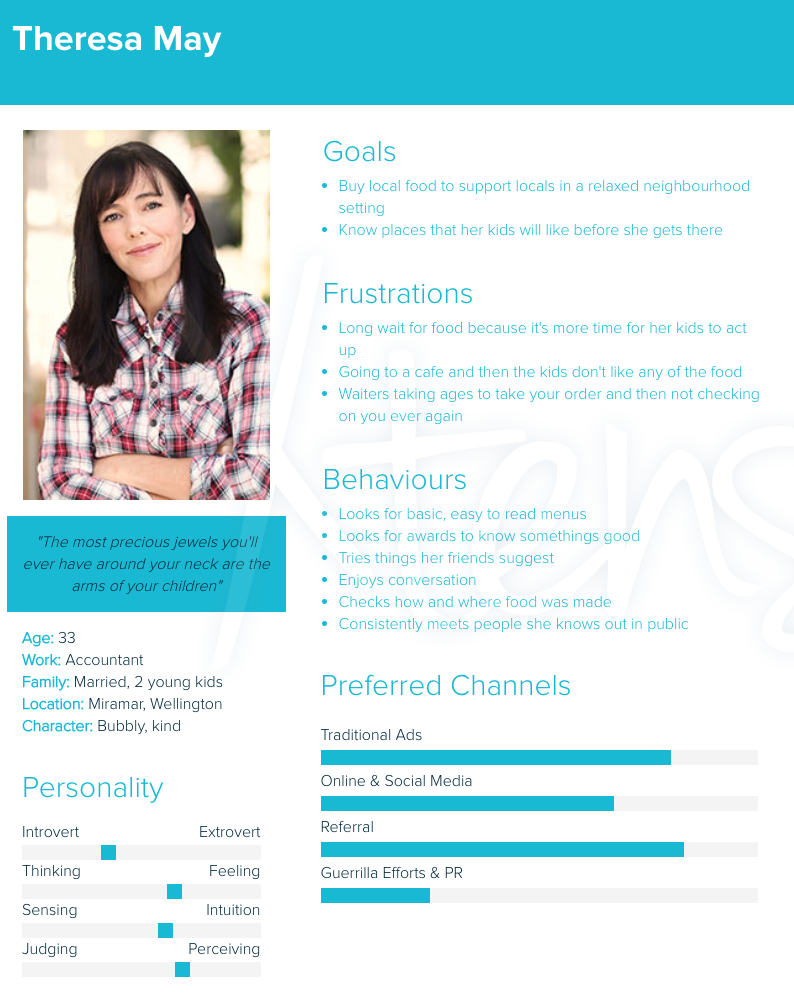 Theresa May
Goals
Buy local food to support locals in a relaxed neighbourhood
setting
Know places that her kids will like before she gets there
Frustrations
Long wait for food because it's more time for her kids to act
up
Going to a cafe and then the kids don't like any of the food
Waiters taking ages to take your order and then not checking
on you ever again
Behaviours
Looks for basic, easy to read menus
Looks for awards to know somethings good
Tries things her friends suggest
Enjoys conversation
Checks how and where food was made
Consistently meets people she knows out in public
"The most precious jewels you'll
ever have around your neck are the
arms of your children"
Age: 33
Work: Accountant
Family: Married, 2 young kids
Location: Miramar, Wellington
Character: Bubbly, kind
Personality
Introvert Extrovert
Thinking Feeling
Sensing Intuition
Judging Perceiving
Preferred Channels
Traditional Ads
Online & Social Media
Referral
Guerrilla Efforts & PR